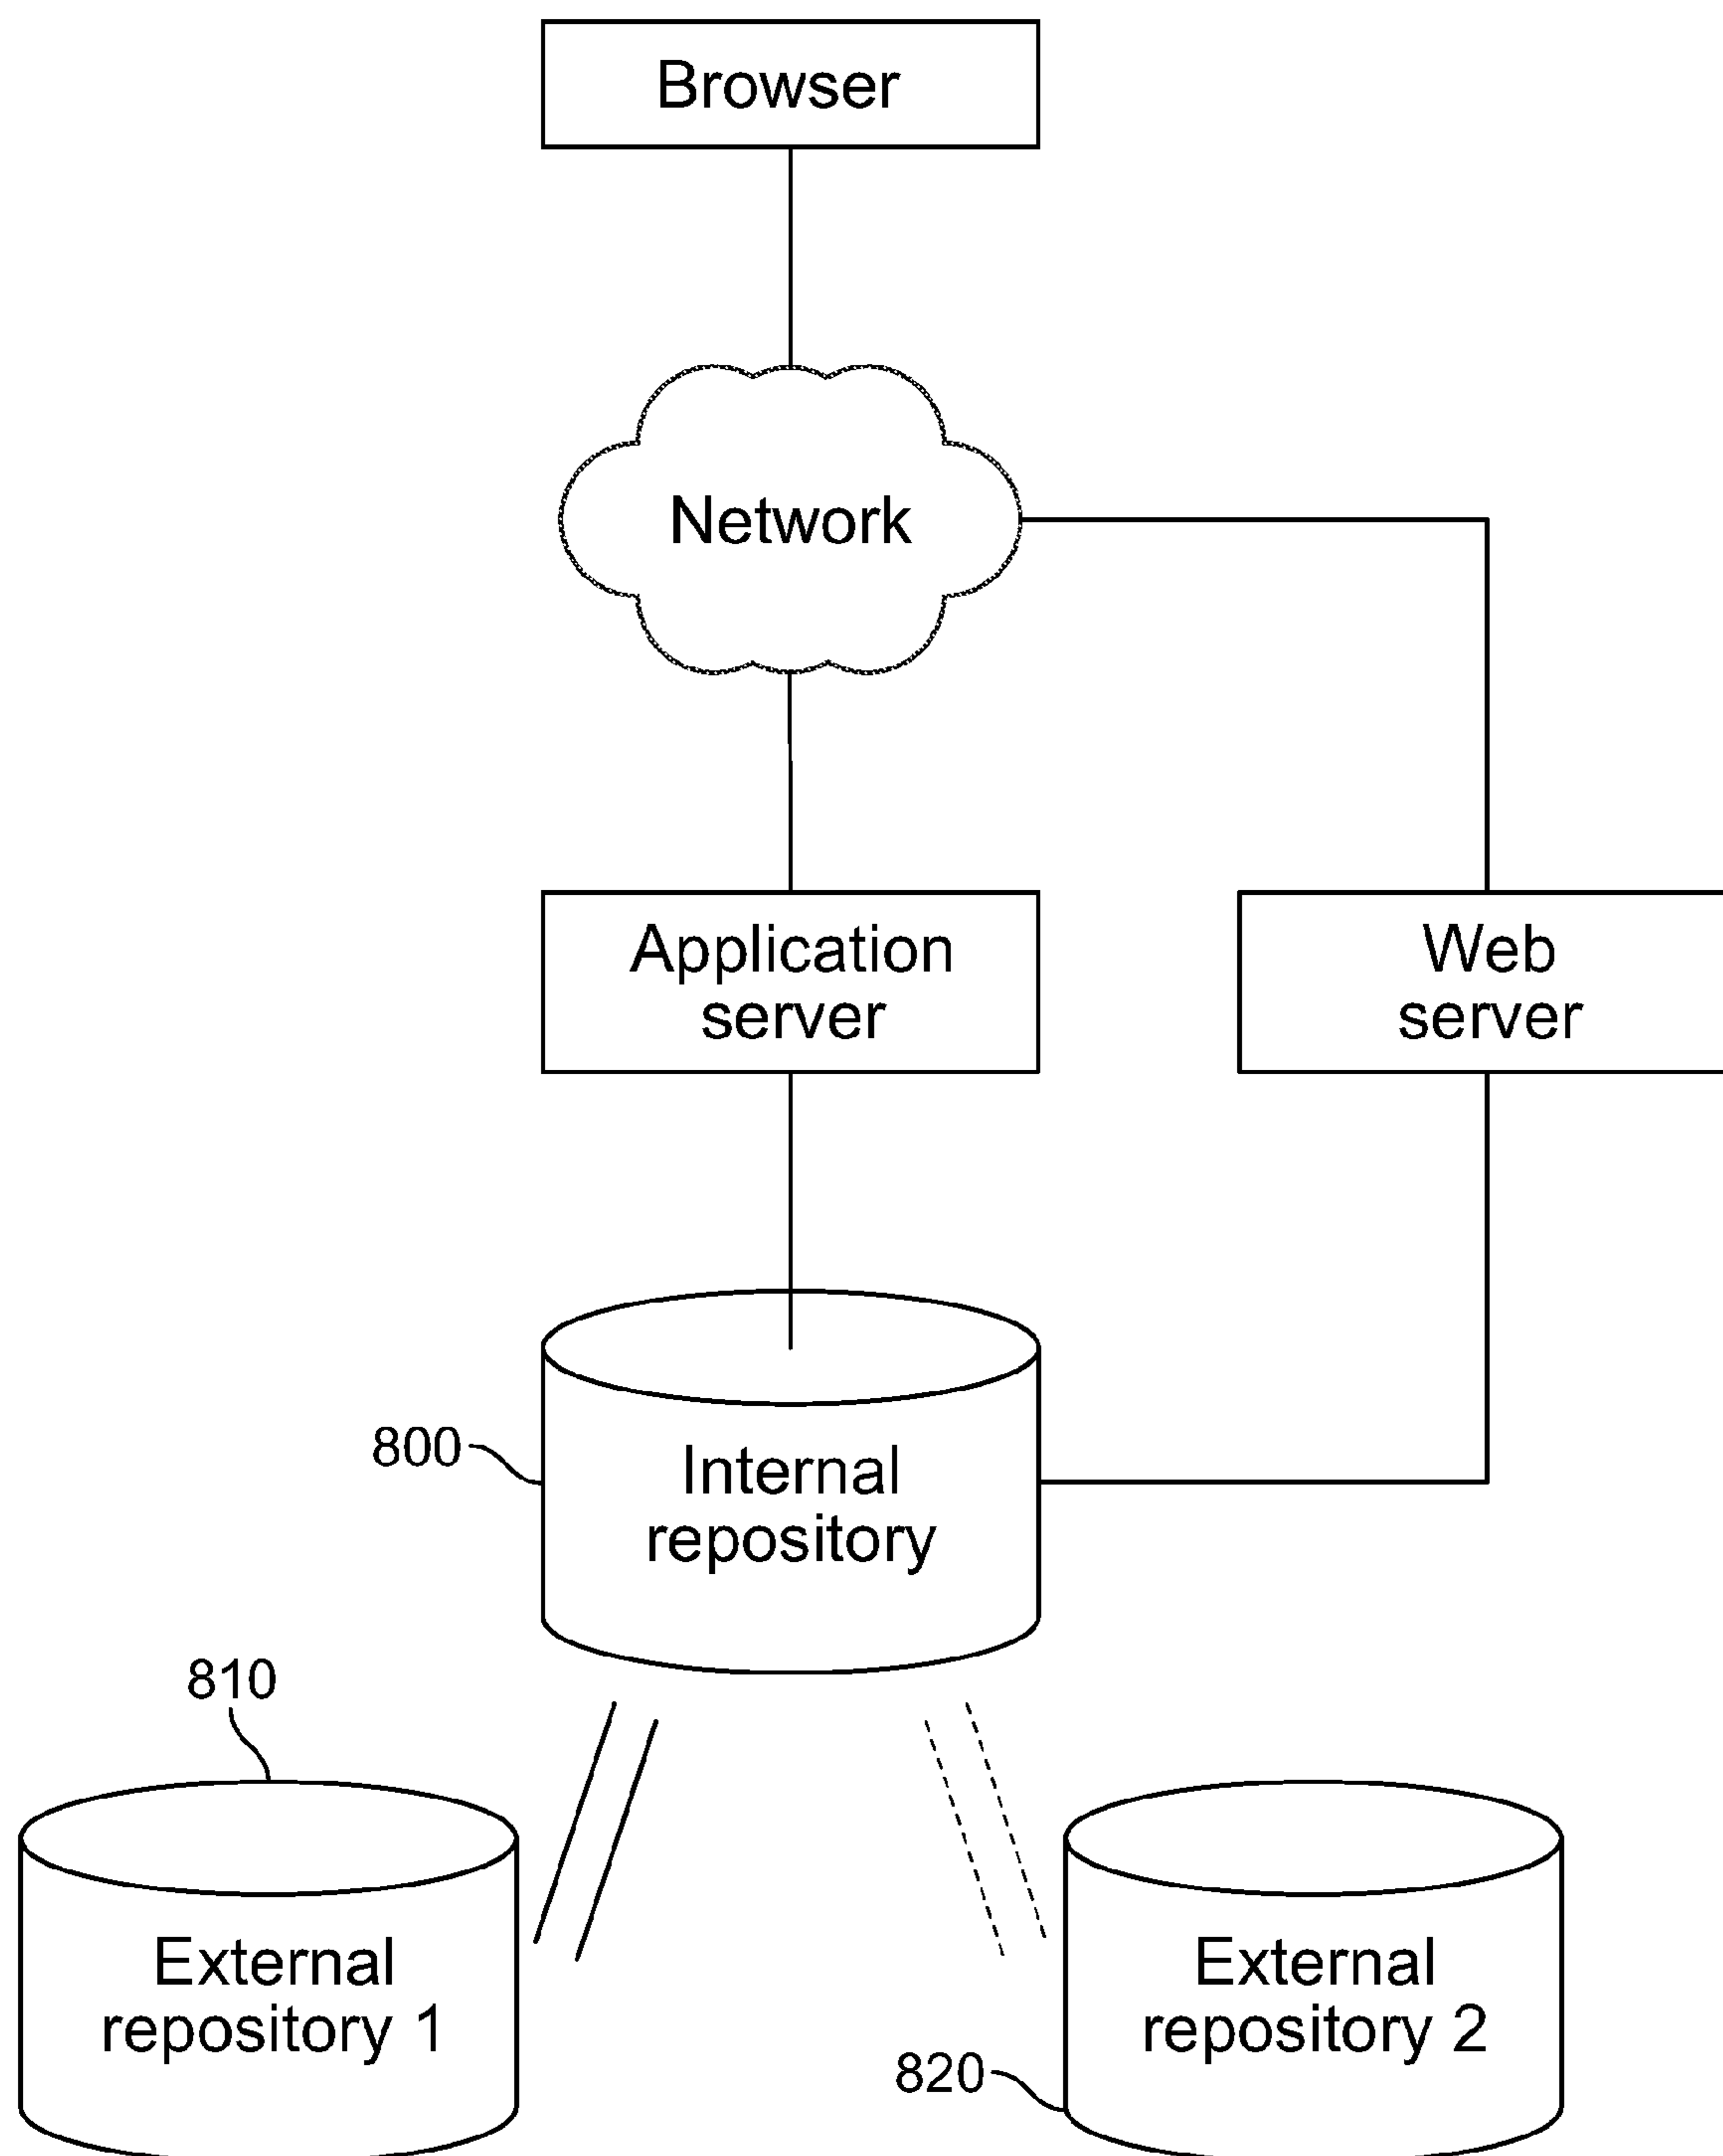 Browser
Network
Application
server
Web
server
800
Internal
repository
810
External
repository 1
External
repository 2
820